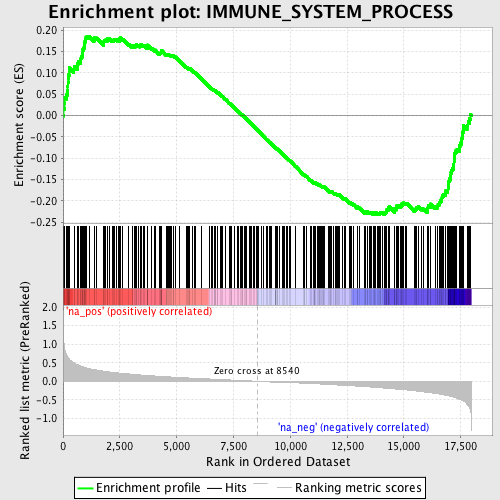 Enrichment plot: IMMUNE_SYSTEM_PROCESS
Enrichment score (ES)
0.20
0.15
0.10
0.05
0.00
-0.05
-0.10
-0.15
-0.20
-0.25
Ranked list metric (PreRanked)
2.0
1.5
1.0
0.5
0.0
-0.5
-1.0
'na_pos' (positively correlated)
Zero cross at 8540
'na_neg' (negatively correlated)
0
2,500
5,000
7,500
10,000
12,500
15,000
17,500
Rank in Ordered Dataset
Enrichment profile
Hits
Ranking metric scores